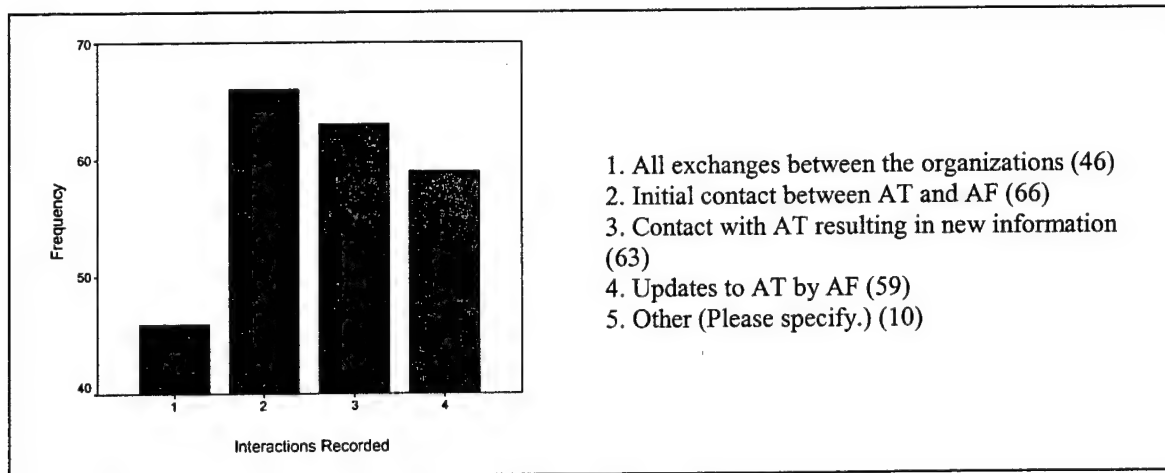 70
60
50
40
Frequency
1 2 3 4
Interactions Recorded
1. All exchanges between the organizations (46)
2. Initial contact between AT and AF (66)
3. Contact with AT resulting in new information
(63)
4. Updates to AT by AF (59)
5. Other (Please specify.) (10)